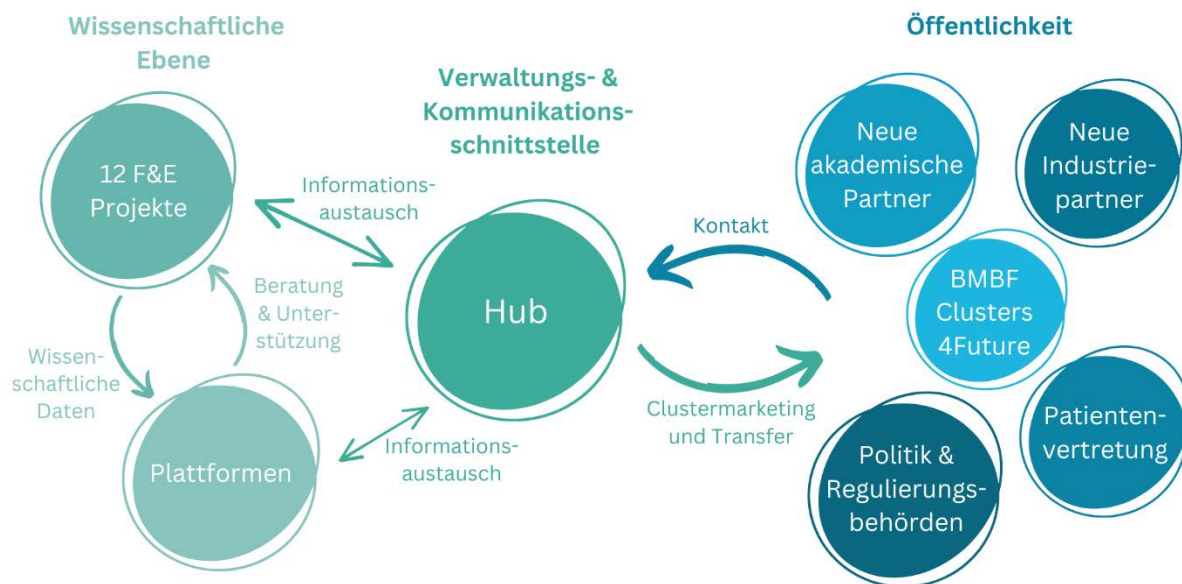 Wissenschaftliche
Ebene
12 F&E
Projekte
Informations-
austausch
Beratung
& Unter-
stützung
Wissen-
schaftliche
Daten
Plattformen
Informations-
austausch
Verwaltungs- &
Kommunikations-
schnittstelle
Hub
Kontakt
Clustermarketing
und Transfer
Öffentlichkeit
Neue
akademische
Partner
Neue
Industrie-
partner
BMBF
Clusters
4Future
Patienten-
vertretung
Politik &
Regulierungs-
behörden